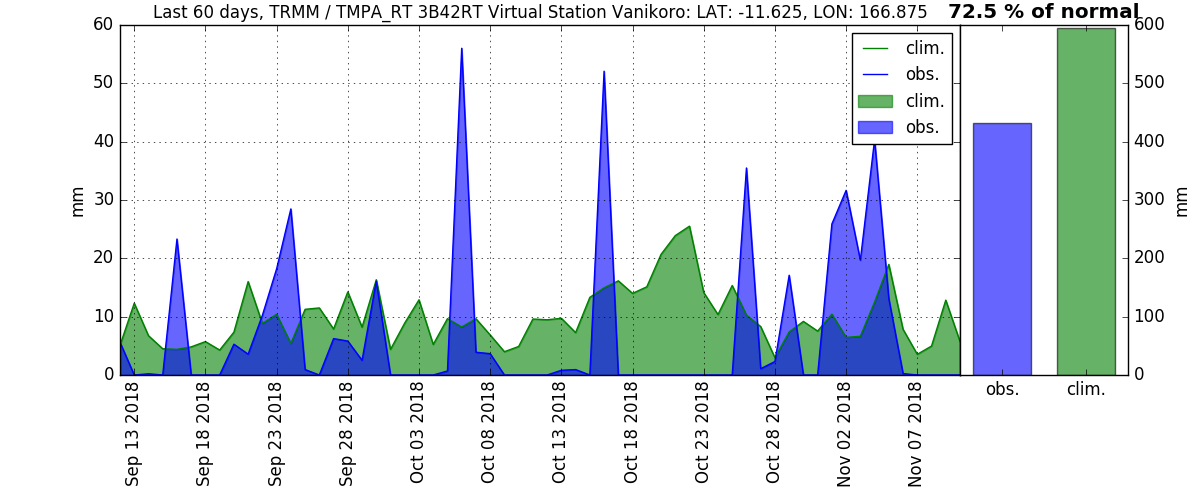 Last 60 days, TRMM / TMPA_RT 3B42RT Virtual Station Vanikoro: LAT: -11.625, LON: 166.875
72.5 % of normal
60
50
40
30
20
10
0
mm
clim.
obs.
clim.
obs.
600
500
400
300
200
100
0
mm
obs.
clim.
Sep 13 2018
Sep 18 2018
Sep 23 2018
Sep 28 2018
Oct 03 2018
Oct 08 2018
Oct 13 2018
Oct 18 2018
Oct 23 2018
Oct 28 2018
Nov 02 2018
Nov 07 2018